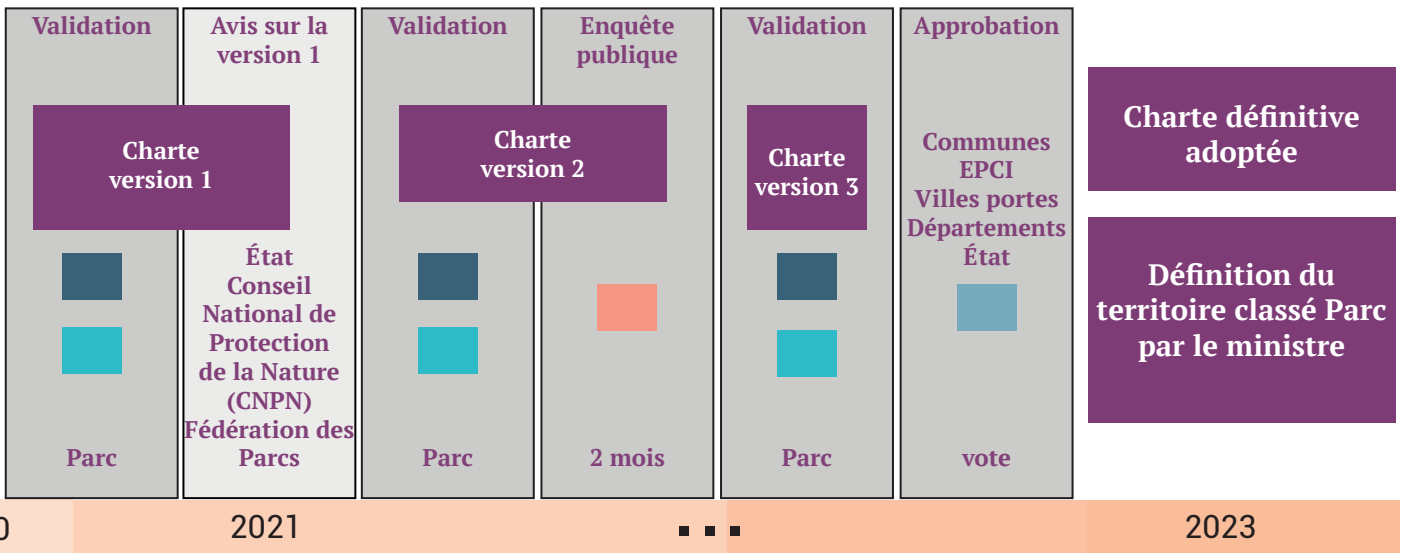 Validation
Avis sur la
version 1
Validation
Enquête
publique
Validation
Approbation
Charte
version 1
Charte
version 2
Charte
version 3
État
Conseil
National de
Protection
de la Nature
(CNPN)
Fédération des
Parcs
Communes
EPCI
Villes portes
Départements
État
Charte définitive
adoptée
Définition du
territoire classé Parc
par le ministre
Parc
Parc
2 mois
Parc
vote
0
2021
...
2023